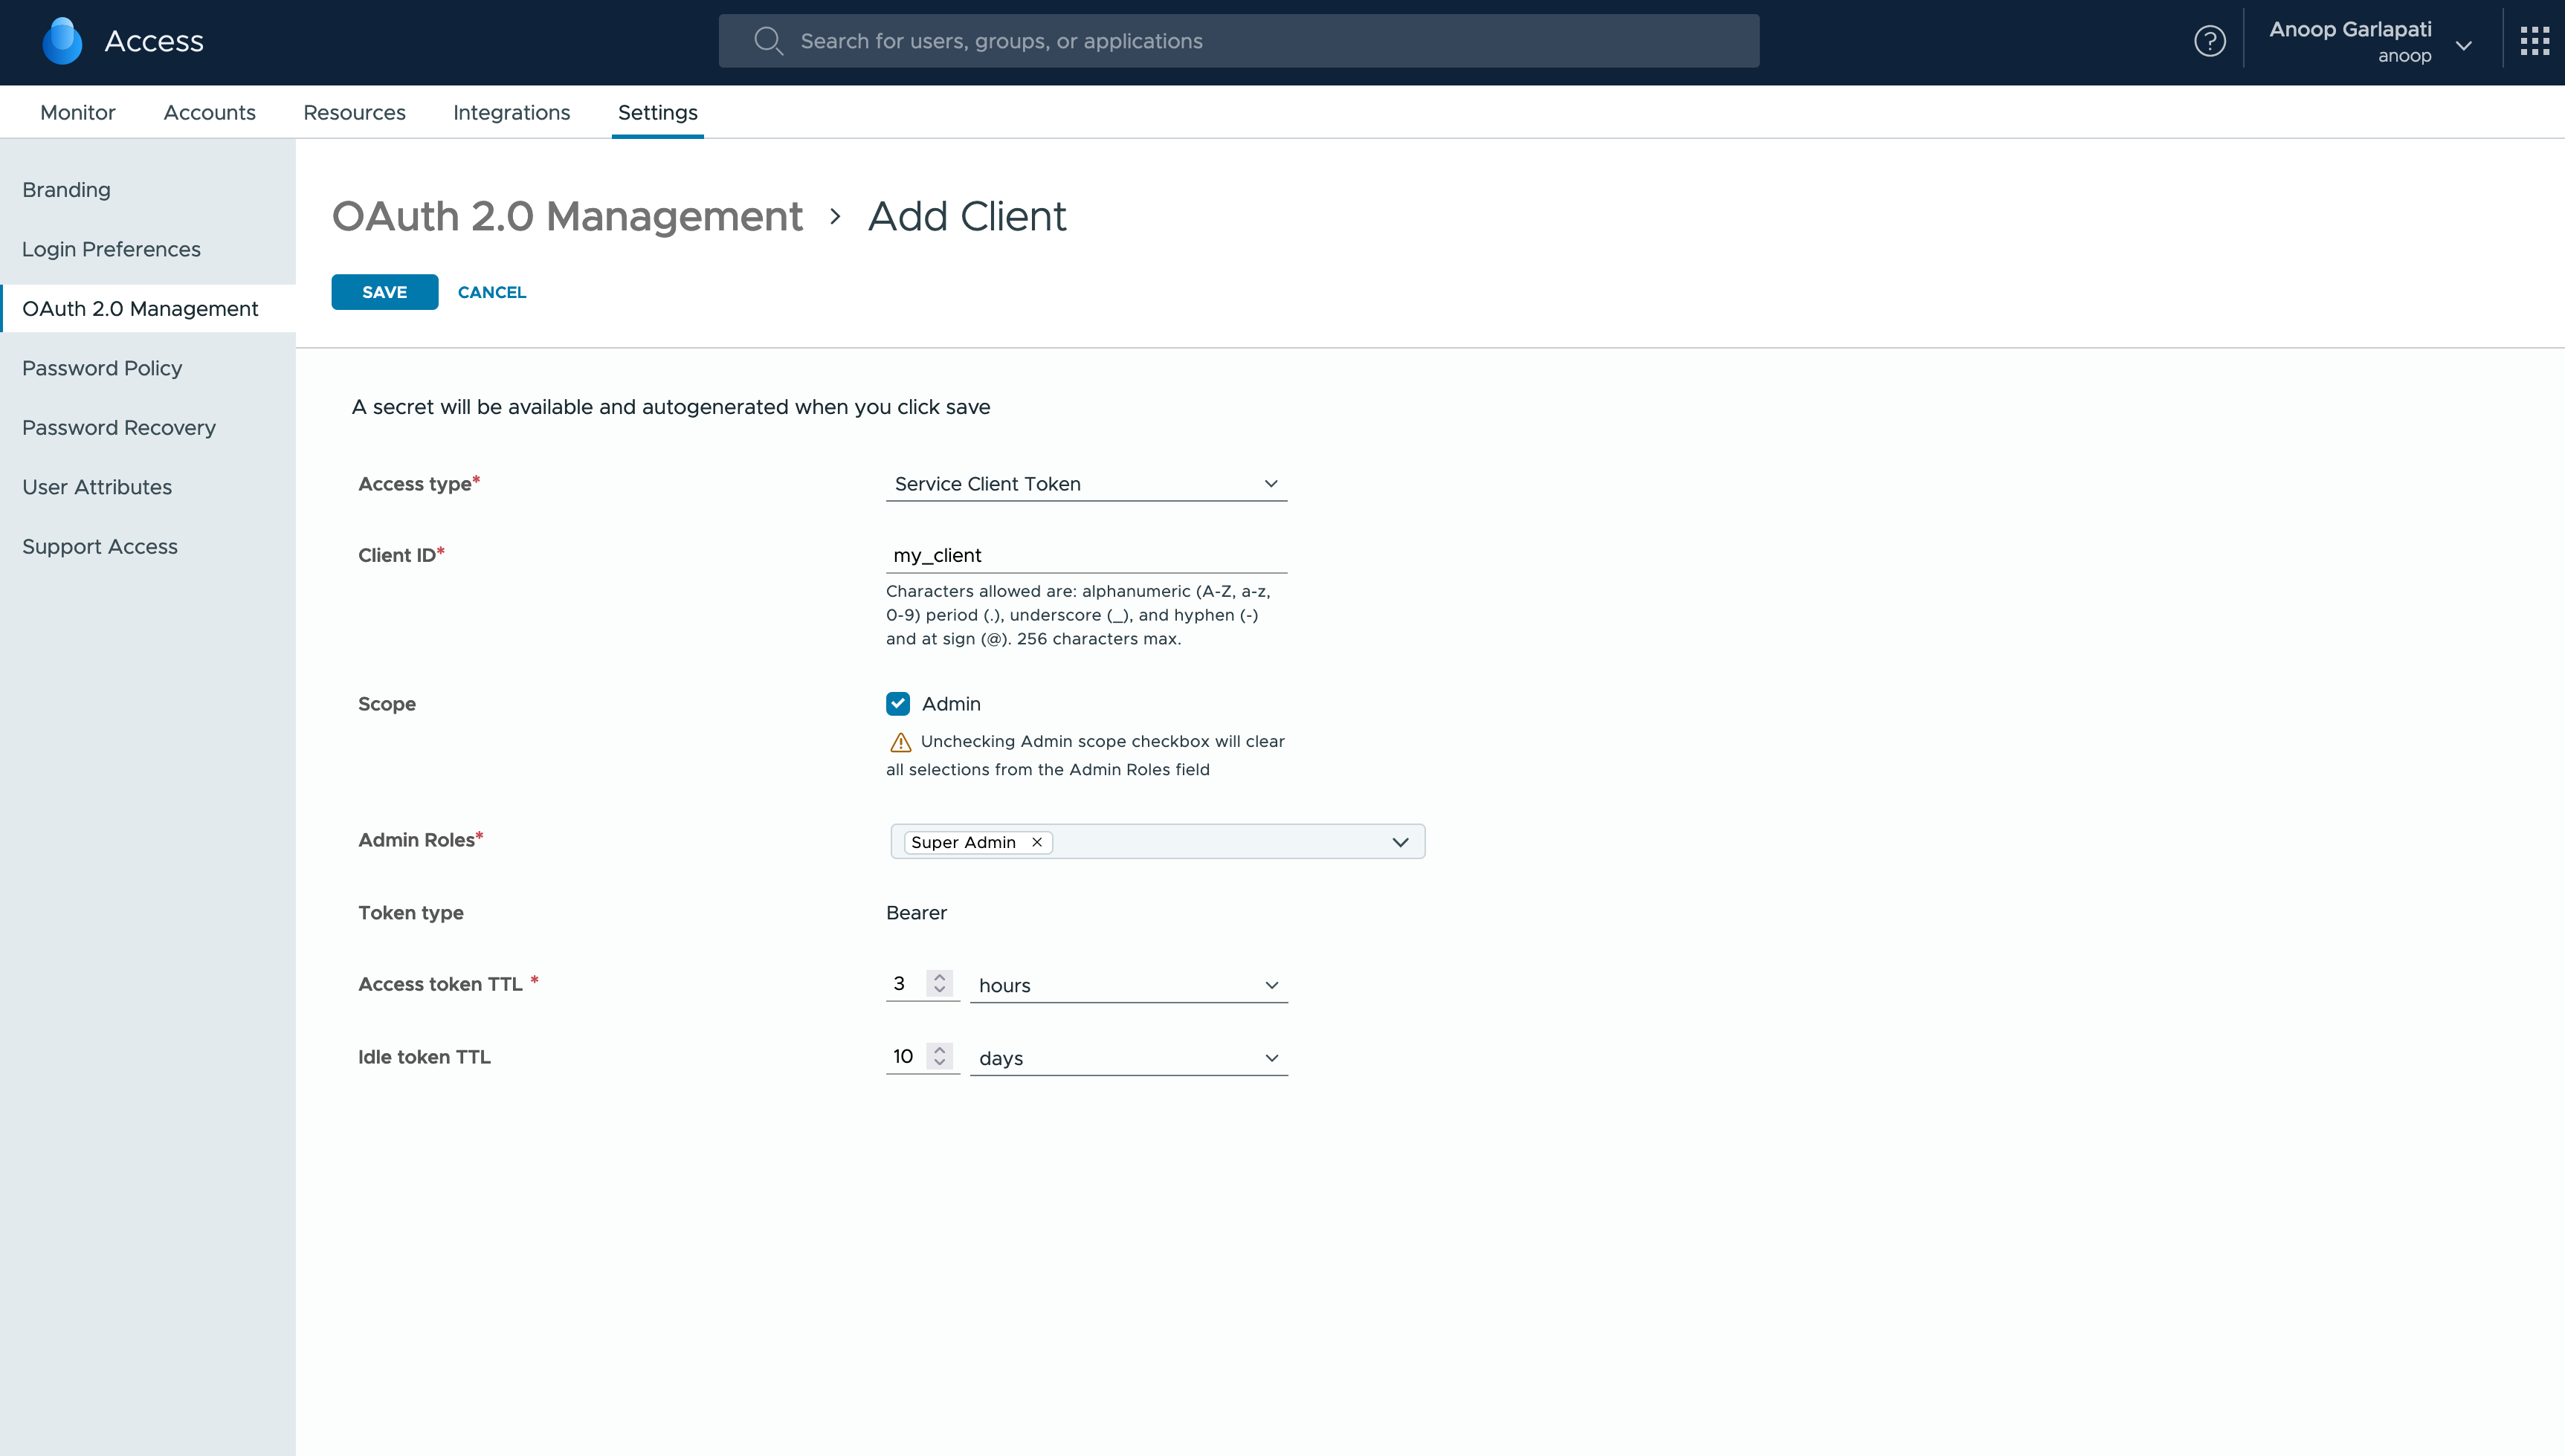 Access
Search for users, groups, or applications
?
Anoop Garlapati
anoop
Monitor
Accounts
Resources
Integrations
Settings
Branding
Login Preferences
OAuth 2.0 Management
Password Policy
Password Recovery
User Attributes
Support Access
OAuth 2.0 Management > Add Client
SAVE
CANCEL
A secret will be available and autogenerated when you click save
Access type*
Service Client Token
Client ID*
my_client
Characters allowed are: alphanumeric (A-Z, a-z,
0-9) period (.), underscore (_), and hyphen (-)
and at sign (@). 256 characters max.
Scope
Admin
Unchecking Admin scope checkbox will clear
all selections from the Admin Roles field
Admin Roles*
Super Admin ×
Token type
Bearer
Access token TTL *
3
hours
Idle token TTL
10
days